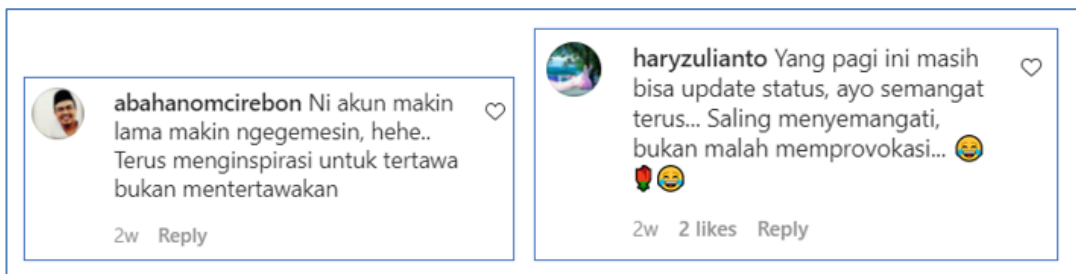 abahanomcirebon Ni akun makin
lama makin ngegemesin, hehe..
Terus menginspirasi untuk tertawa
bukan mentertawakan
2w Reply
haryzulianto Yang pagi ini masih
bisa update status, ayo semangat
terus... Saling menyemangati,
bukan malah memprovokasi... 😂
🌹😂
2w 2 likes Reply